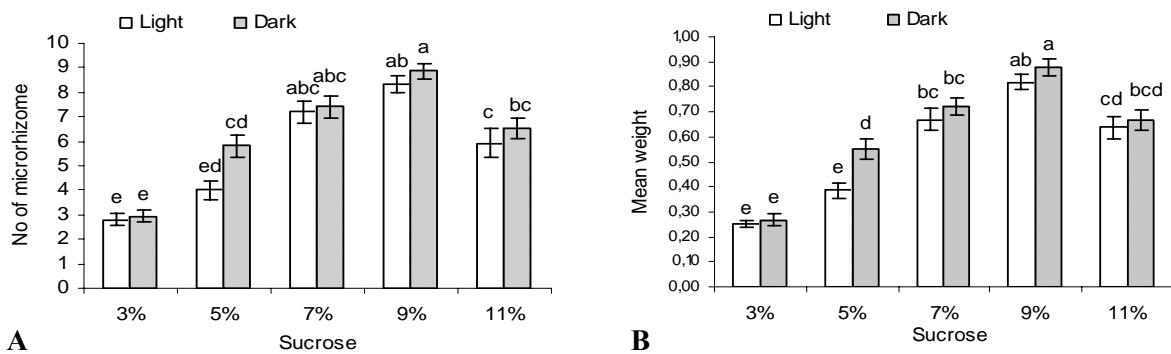 Light Dark
No of microrhizome
10
9
8
7
6
5
4
3
2
1
0
e e ed cd abc abc ab a c bc
3% 5% 7% 9% 11%
Sucrose
A
Light Dark
Mean weight
1,00
0,90
0,80
0,70
0,60
0,50
0,40
0,30
0,20
0,10
0,00
e e e d bc bc ab a cd bcd
3% 5% 7% 9% 11%
Sucrose
B